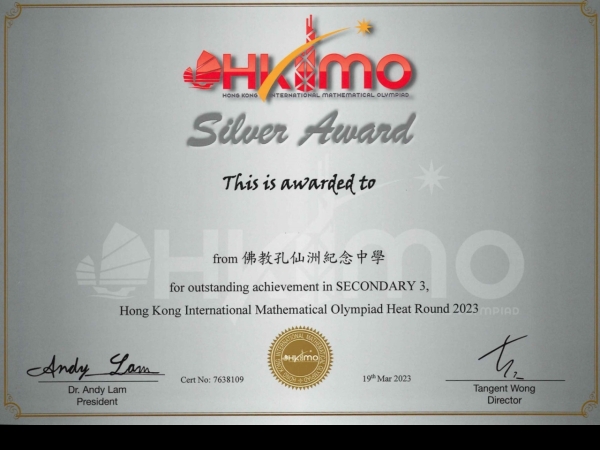 HKIMO
HONG KONG INTERNATIONAL MATHEMATICAL OLYMPIAD
Silver Award
This is awarded to
from 佛教孔仙洲紀念中學
for outstanding achievement in SECONDARY 3,
Hong Kong International Mathematical Olympiad Heat Round 2023
Andy Lam
Dr. Andy Lam
President
Cert No: 7638109
HKIMO
19th Mar 2023
Tangent Wong
Director